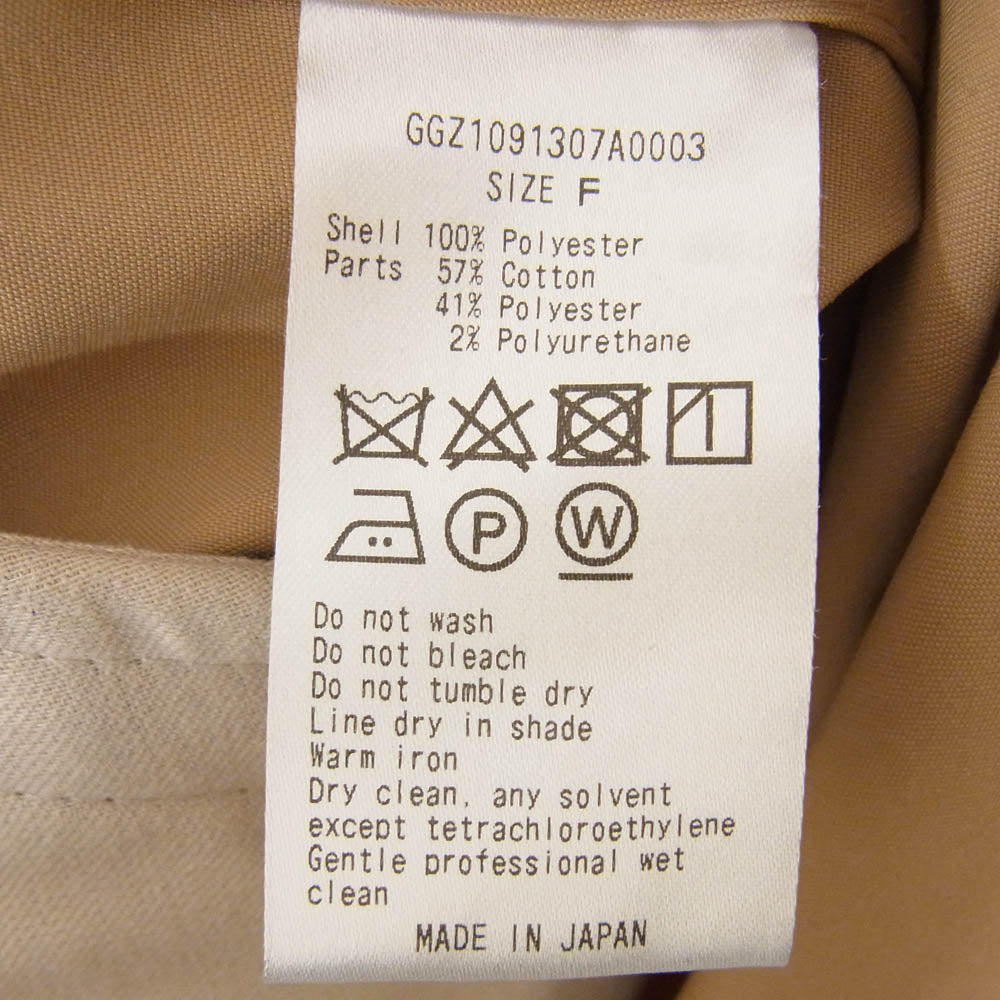 GGZ1091307A0003
SIZE F
Shell 100% Polyester
Parts 57% Cotton
41% Polyester
2% Polyurethane
P W
Do not wash
Do not bleach
Do not tumble dry
Line dry in shade
Warm iron
Dry clean, any solvent
except tetrachloroethylene
Gentle professional wet
clean
MADE IN JAPAN